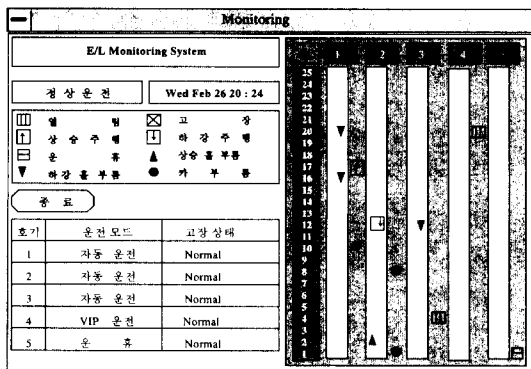 Monitoring
E/L Monitoring System
정상운전
Wed Feb 26 20 : 24
열 림
고 장
상 승 주 행
하 강 주 행
운 휴
상승 홀 부름
하강 홀 부름
카 부 름
종 료
호기 운전 모드 고장 상태
1 자동 운전 Normal
2 자동 운전 Normal
3 자동 운전 Normal
4 VIP 운전 Normal
5 운 휴 Normal
1 2 3 4
25
24
23
22
21
20
19
18
17
16
15
14
13
12
11
10
9
8
7
6
5
4
3
2
1